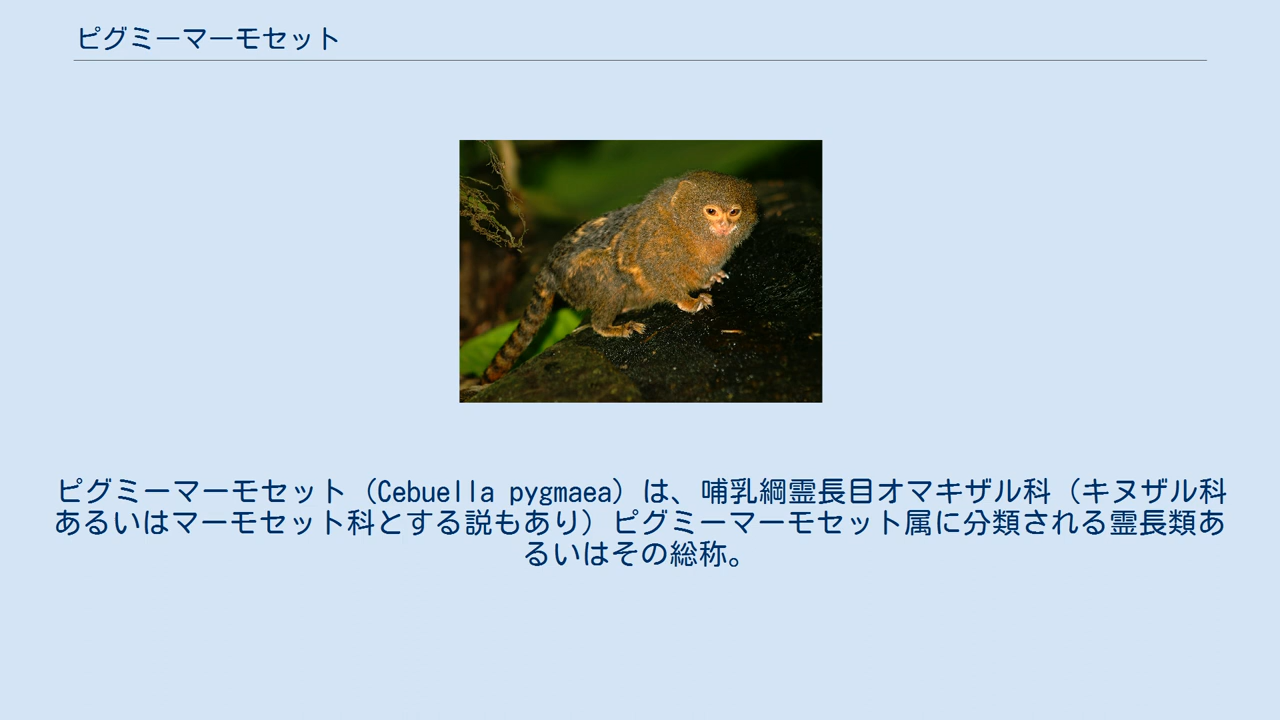 ピグミーマーモセット
ピグミーマーモセット（Cebuella pygmaea）は、哺乳綱霊長目オマキザル科（キヌザル科
あるいはマーモセット科とする説もあり）ピグミーマーモセット属に分類される霊長類あ
るいはその総称。